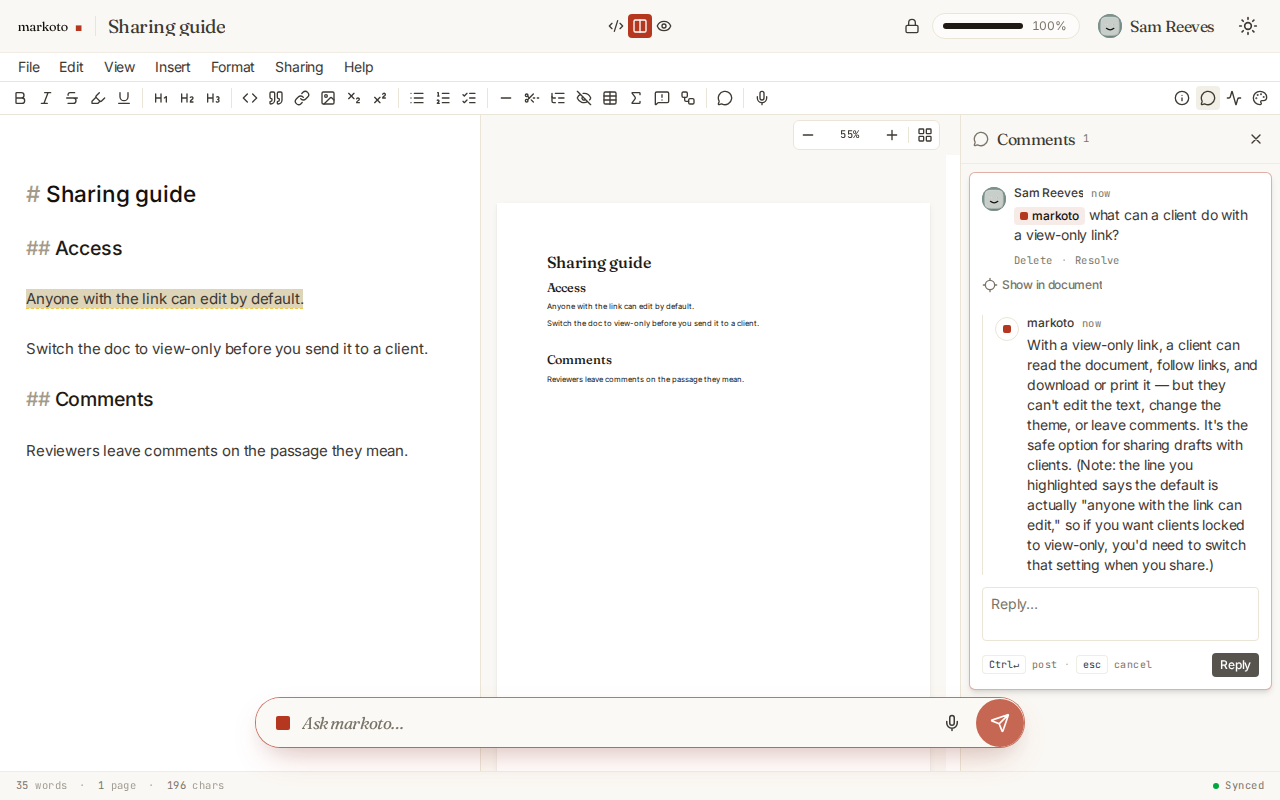 markoto
Sharing guide
100%
Sam Reeves
File Edit View Insert Format Sharing Help
H1 H2 H3
x2 x2
55%
# Sharing guide
## Access
Anyone with the link can edit by default.
Switch the doc to view-only before you send it to a client.
## Comments
Reviewers leave comments on the passage they mean.
Sharing guide
Access
Anyone with the link can edit by default.
Switch the doc to view-only before you send it to a client.
Comments
Reviewers leave comments on the passage they mean.
Comments 1
Sam Reeves now
markoto what can a client do with
a view-only link?
Delete · Resolve
Show in document
markoto now
With a view-only link, a client can
read the document, follow links, and
download or print it — but they
can't edit the text, change the
theme, or leave comments. It's the
safe option for sharing drafts with
clients. (Note: the line you
highlighted says the default is
actually "anyone with the link can
edit," so if you want clients locked
to view-only, you'd need to switch
that setting when you share.)
Reply...
Ctrl↵ post · esc cancel
Reply
Ask markoto...
35 words · 1 page · 196 chars
Synced